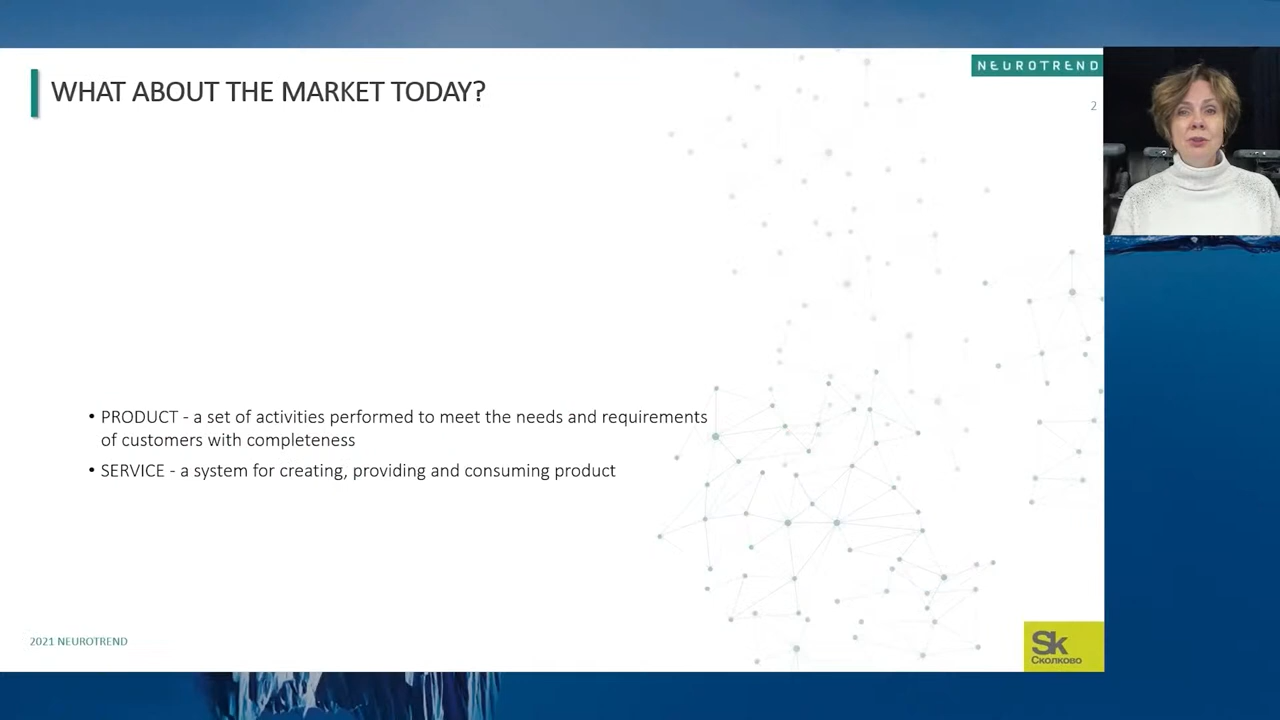 WHAT ABOUT THE MARKET TODAY?
NEUROTREND
2
• PRODUCT - a set of activities performed to meet the needs and requirements
of customers with completeness
• SERVICE - a system for creating, providing and consuming product
2021 NEUROTREND
Sk
Сколково